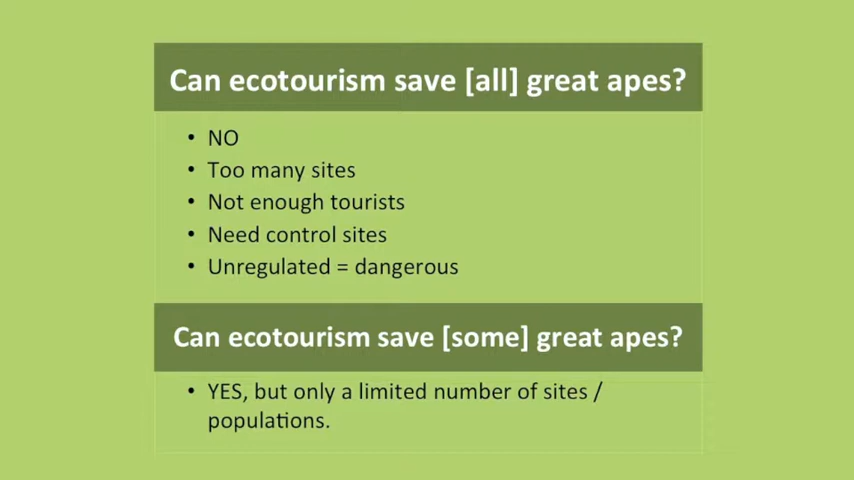 Can ecotourism save [all] great apes?
• NO
• Too many sites
• Not enough tourists
• Need control sites
• Unregulated = dangerous
Can ecotourism save [some] great apes?
• YES, but only a limited number of sites /
populations.